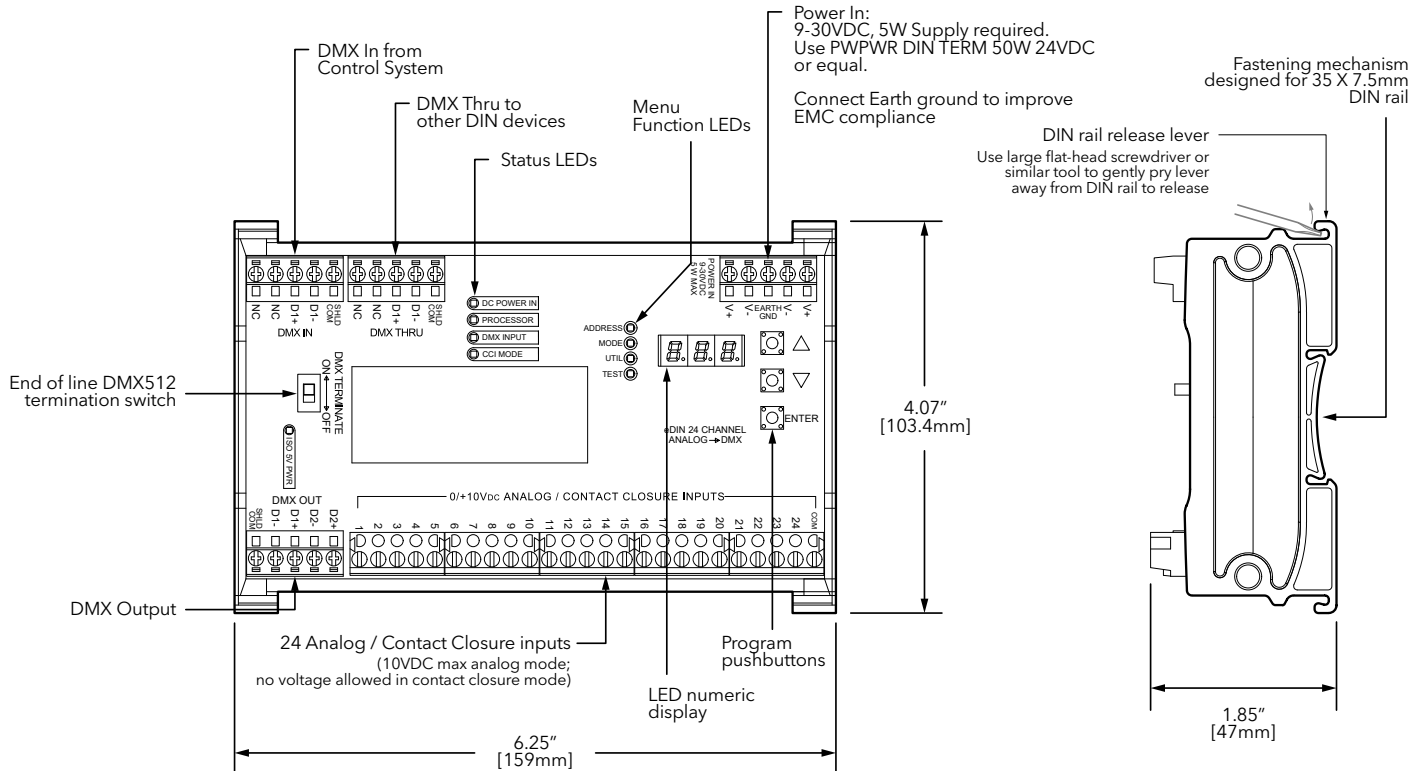 Power In:
9-30VDC, 5W Supply required.
Use PWPWR DIN TERM 50W 24VDC
or equal.
Connect Earth ground to improve
EMC compliance
DMX In from
Control System
DMX Thru to
other DIN devices
Status LEDs
Menu
Function LEDs
Fastening mechanism
designed for 35 X 7.5mm
DIN rail
DIN rail release lever
Use large flat-head screwdriver or
similar tool to gently pry lever
away from DIN rail to release
NC
NC
D1+
D1-
SHLD
COM
DMX IN
NC
NC
D1+
D1-
SHLD
COM
DMX THRU
DC POWER IN
PROCESSOR
DMX INPUT
CCI MODE
ADDRESS
MODE
UTIL
TEST
8.8.8.
POWER IN
9-30VDC
5W MAX
V+
V-
EARTH
GND
V-
V+
△
▽
ENTER
End of line DMX512
termination switch
DMX TERMINATE
ON ↔ OFF
ISO 5V PWR
eDIN 24 CHANNEL
ANALOG → DMX
DMX OUT
SHLD
COM
D1-
D1+
D2-
D2+
0/+10VDC ANALOG / CONTACT CLOSURE INPUTS
1 2 3 4 5 6 7 8 9 10 11 12 13 14 15 16 17 18 19 20 21 22 23 24 COM
DMX Output
24 Analog / Contact Closure inputs
(10VDC max analog mode;
no voltage allowed in contact closure mode)
LED numeric
display
Program
pushbuttons
4.07”
[103.4mm]
6.25”
[159mm]
1.85”
[47mm]